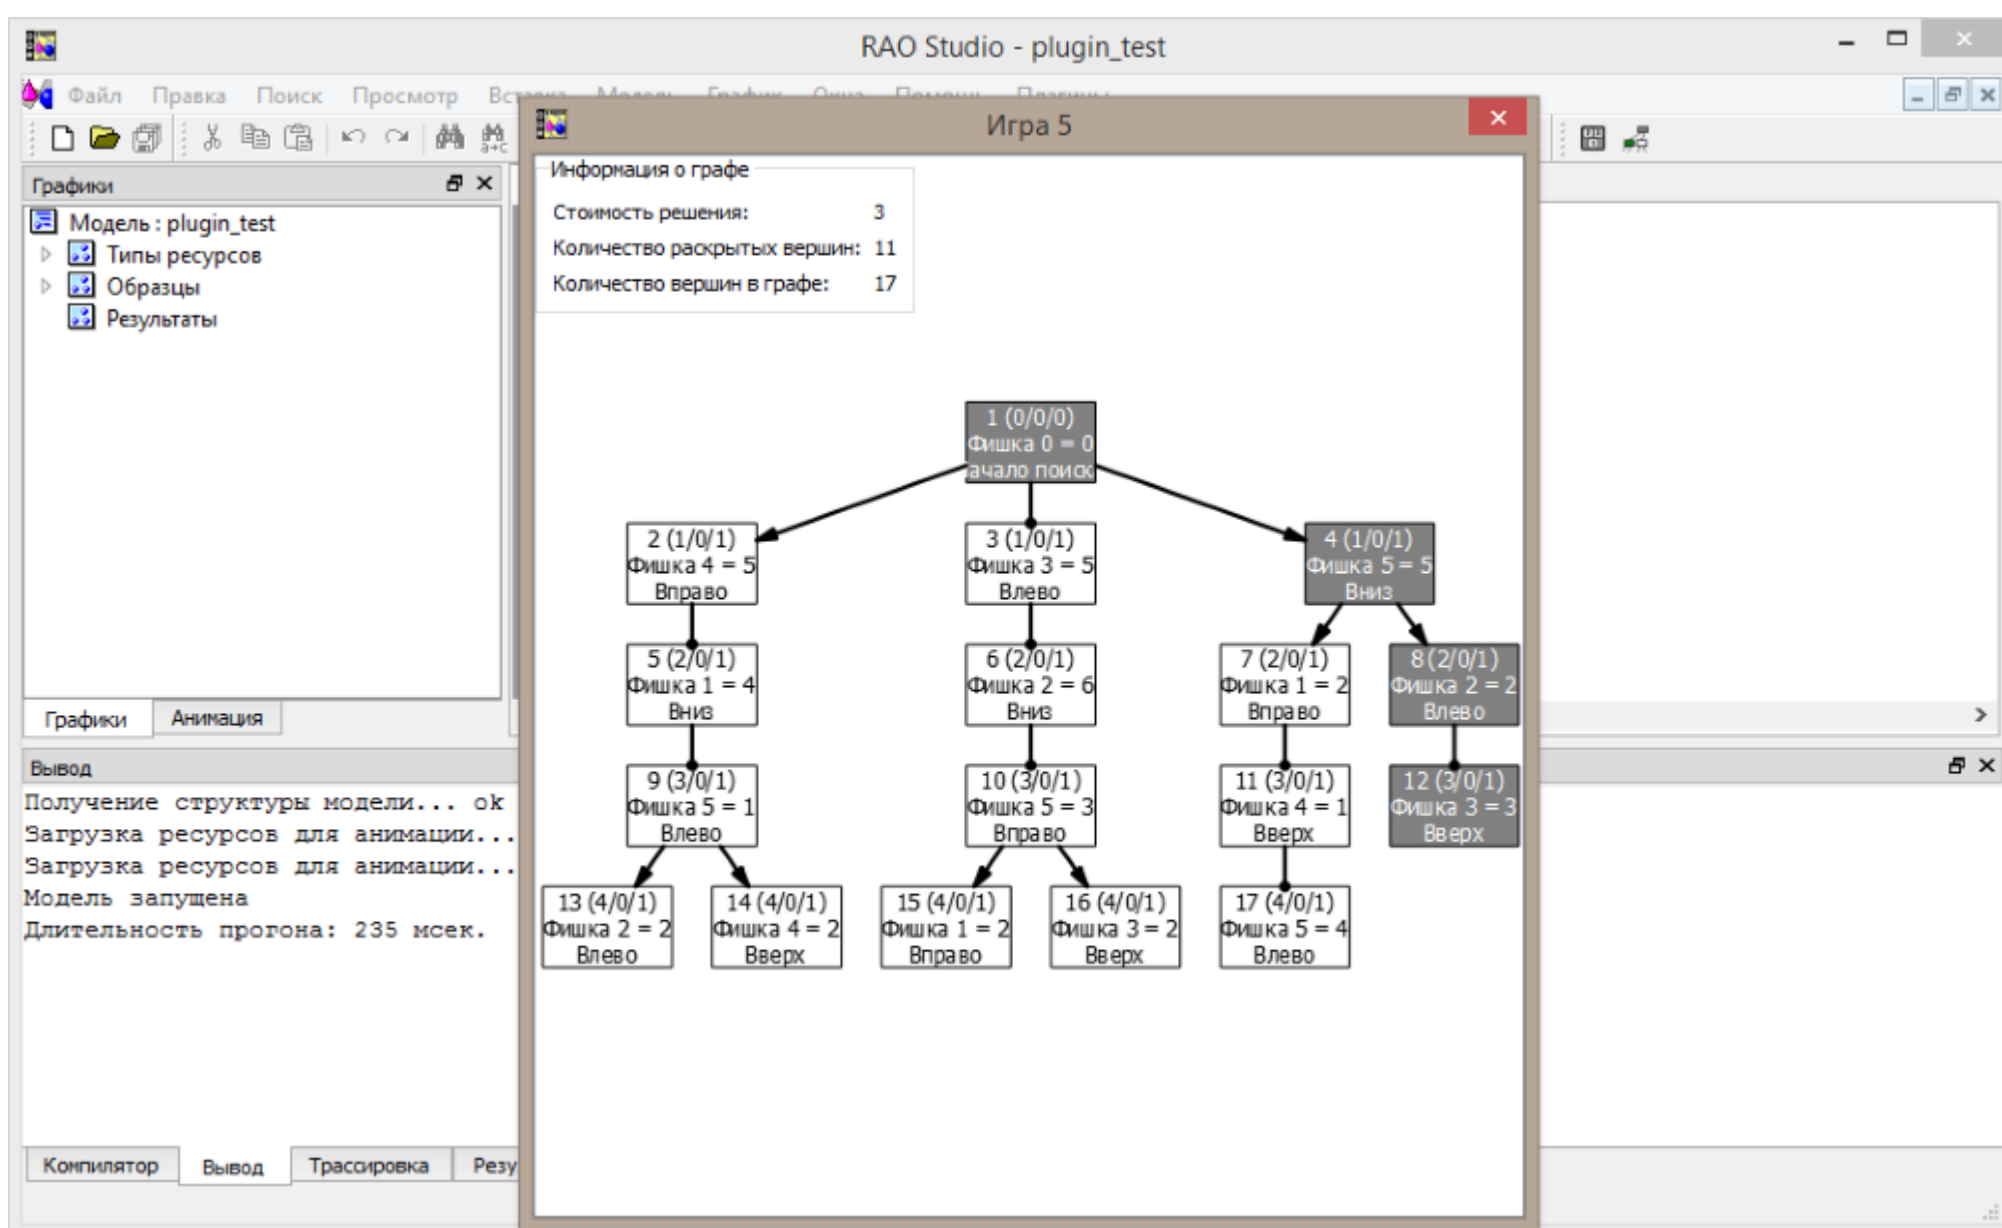 RAO Studio - plugin_test
Файл Правка Поиск Просмотр
Игра 5
Графики
Модель : plugin_test
Типы ресурсов
Образцы
Результаты
Графики Анимация
Информация о графе
Стоимость решения: 3
Количество раскрытых вершин: 11
Количество вершин в графе: 17
1 (0/0/0)
Фишка 0 = 0
ачало поиск
2 (1/0/1)
Фишка 4 = 5
Вправо
3 (1/0/1)
Фишка 3 = 5
Влево
4 (1/0/1)
Фишка 5 = 5
Вниз
5 (2/0/1)
Фишка 1 = 4
Вниз
6 (2/0/1)
Фишка 2 = 6
Вниз
7 (2/0/1)
Фишка 1 = 2
Вправо
8 (2/0/1)
Фишка 2 = 2
Влево
9 (3/0/1)
Фишка 5 = 1
Влево
10 (3/0/1)
Фишка 5 = 3
Вправо
11 (3/0/1)
Фишка 4 = 1
Вверх
12 (3/0/1)
Фишка 3 = 3
Вверх
13 (4/0/1)
Фишка 2 = 2
Влево
14 (4/0/1)
Фишка 4 = 2
Вверх
15 (4/0/1)
Фишка 1 = 2
Вправо
16 (4/0/1)
Фишка 3 = 2
Вверх
17 (4/0/1)
Фишка 5 = 4
Влево
Вывод
Получение структуры модели... ok
Загрузка ресурсов для анимации...
Загрузка ресурсов для анимации...
Модель запущена
Длительность прогона: 235 мсек.
Компилятор Вывод Трассировка Резу